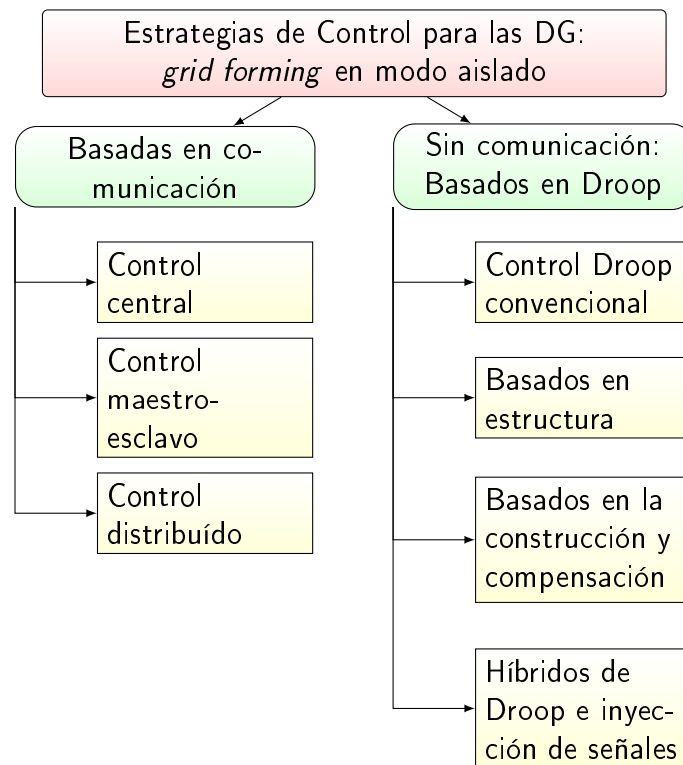 Estrategias de Control para las DG:
grid forming en modo aislado
Basadas en co-
municación
Sin comunicación:
Basados en Droop
Control
central
Control
maestro-
esclavo
Control
distribuído
Control Droop
convencional
Basados en
estructura
Basados en la
construcción y
compensación
Híbridos de
Droop e inyec-
ción de señales